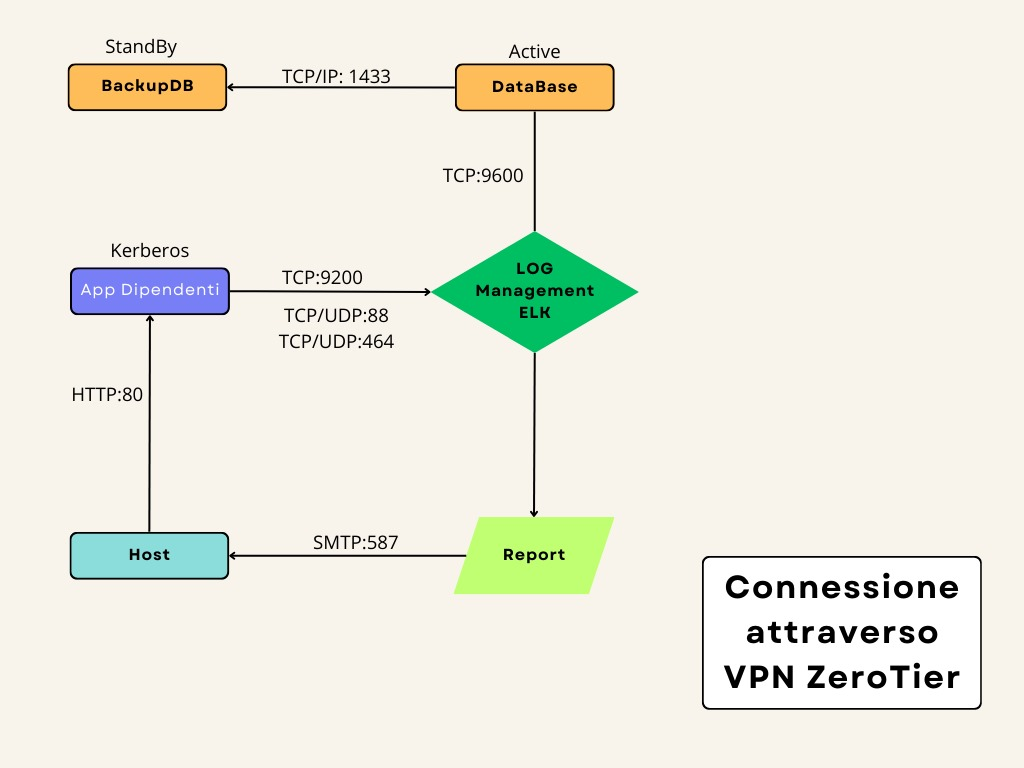 StandBy
Active
BackupDB
TCP/IP: 1433
DataBase
TCP:9600
Kerberos
App Dipendenti
TCP:9200
LOG
Management
ELK
TCP/UDP:88
TCP/UDP:464
HTTP:80
Host
SMTP:587
Report
Connessione
attraverso
VPN ZeroTier